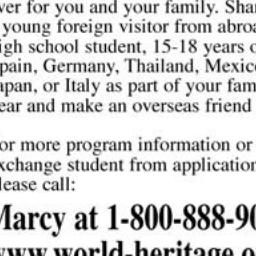 ver for you and your family. Shar
young foreign visitor from abroa
igh school student, 15-18 years o
pain, Germany, Thailand, Mexico
apan, or Italy as part of your fam
ear and make an overseas friend
or more program information or
xchange student from application
lease call:
Marcy at 1-800-888-90
www.world-heritage.o